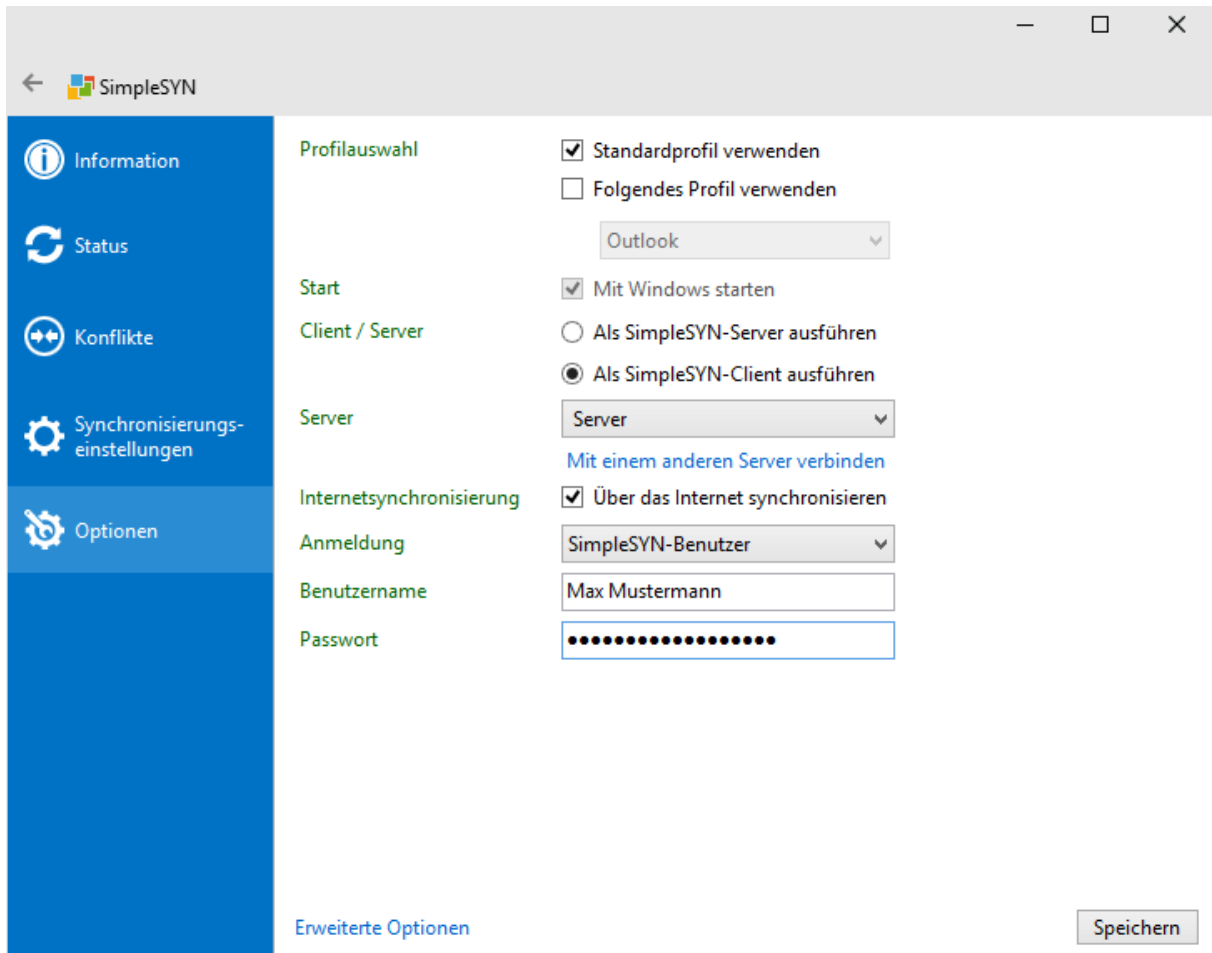 SimpleSYN
Information
Status
Konflikte
Synchronisierungs-
einstellungen
Optionen
Profilauswahl
Standardprofil verwenden
Folgendes Profil verwenden
Outlook
Start
Mit Windows starten
Client / Server
Als SimpleSYN-Server ausführen
Als SimpleSYN-Client ausführen
Server
Server
Mit einem anderen Server verbinden
Internetsynchronisierung
Über das Internet synchronisieren
Anmeldung
SimpleSYN-Benutzer
Benutzername
Max Mustermann
Passwort
••••••••••••••••••
Erweiterte Optionen
Speichern